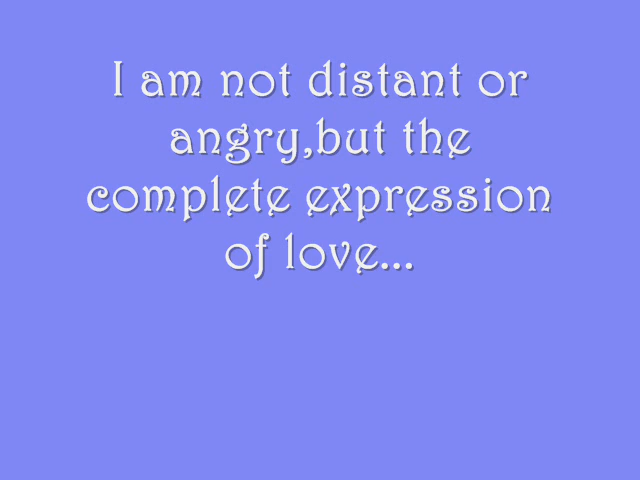 I am not distant or
angry,but the
complete expression
of love...